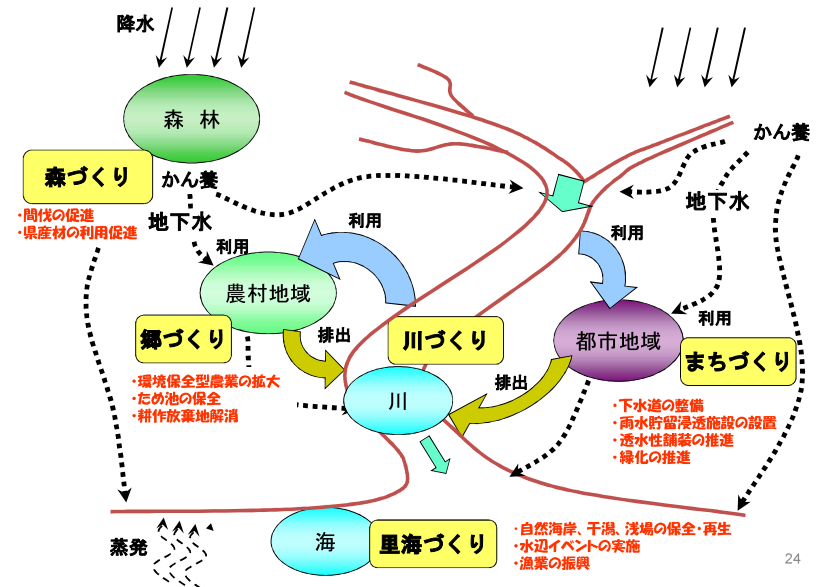 降水
森 林
かん養
森づくり
かん養
・間伐の促進
・県産材の利用促進
地下水
地下水
利用
利用
利用
農村地域
利用
郷づくり
排出
川づくり
都市地域
まちづくり
・環境保全型農業の拡大
・ため池の保全
・耕作放棄地解消
川
排出
・下水道の整備
・雨水貯留浸透施設の設置
・透水性舗装の推進
・緑化の推進
蒸発
海
里海づくり
・自然海岸、干潟、浅場の保全・再生
・水辺イベントの実施
・漁業の振興
24